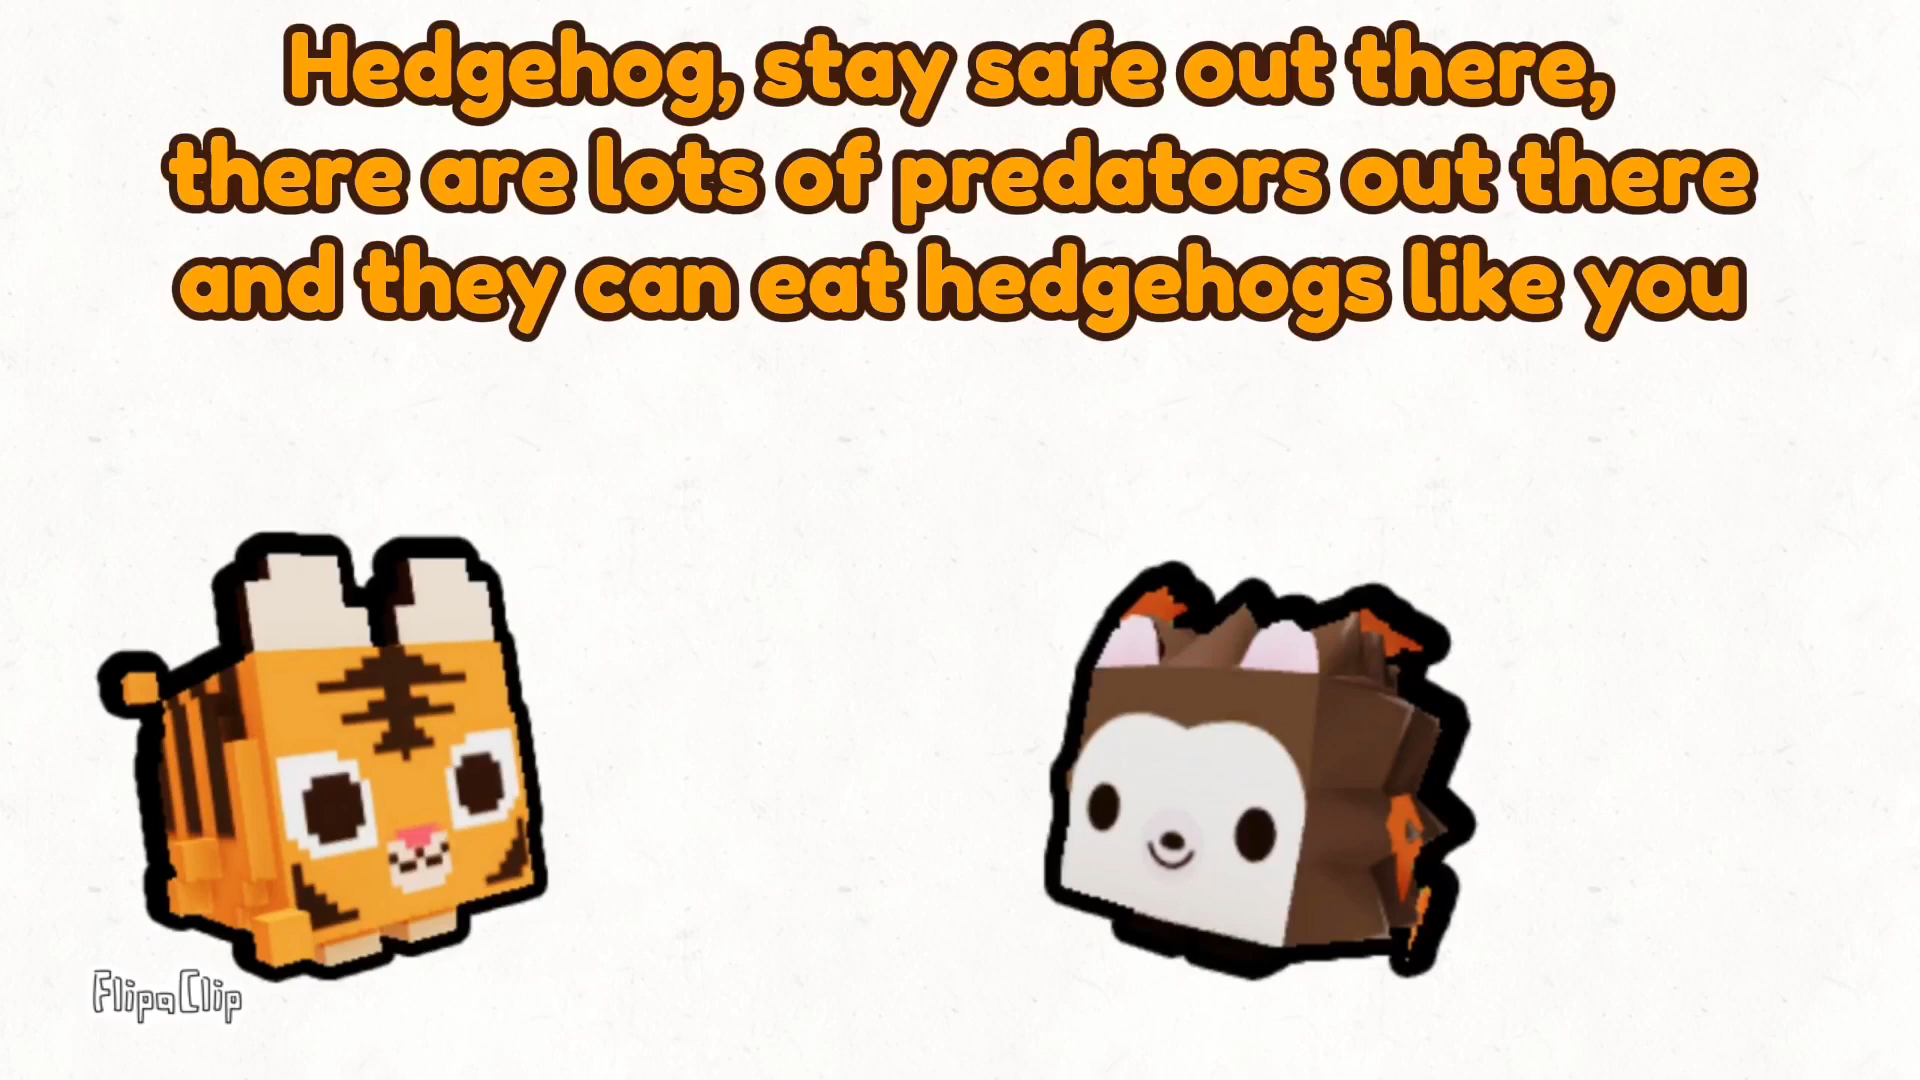 Hedgehog, stay safe out there,
there are lots of predators out there
and they can eat hedgehogs like you
FlipaClip